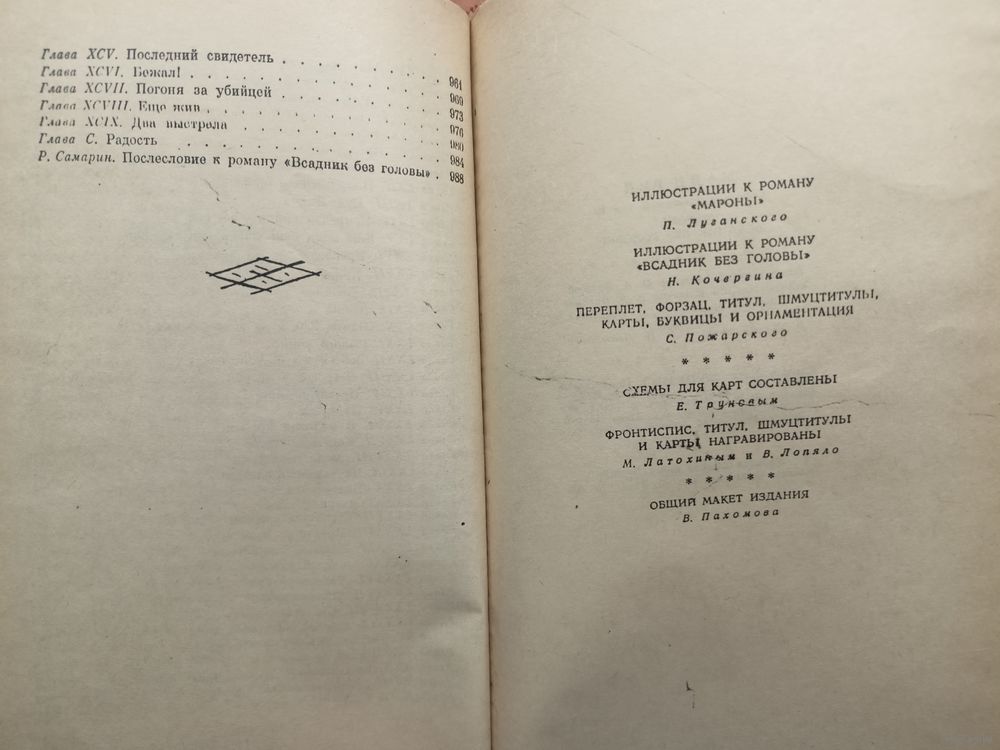 Глава XCV. Последний свидетель . . . . . . . . . 961
Глава XCVI. Бежал! . . . . . . . . . . . . . 969
Глава XCVII. Погоня за убийцей . . . . . . . . . 973
Глава XCVIII. Еще жив . . . . . . . . . . . . 976
Глава XCIX. Два выстрела . . . . . . . . . . . 980
Глава C. Радость . . . . . . . . . . . . . . 984
Р. Самарин. Послесловие к роману «Всадник без головы» . 988
ИЛЛЮСТРАЦИИ К РОМАНУ
«МАРОНЫ»
П. Луганского
ИЛЛЮСТРАЦИИ К РОМАНУ
«ВСАДНИК БЕЗ ГОЛОВЫ»
Н. Кочергина
ПЕРЕПЛЕТ, ФОРЗАЦ, ТИТУЛ, ШМУЦТИТУЛЫ,
КАРТЫ, БУКВИЦЫ И ОРНАМЕНТАЦИЯ
С. Пожарского
* * * * *
СХЕМЫ ДЛЯ КАРТ СОСТАВЛЕНЫ
Е. Труневым
ФРОНТИСПИС, ТИТУЛ, ШМУЦТИТУЛЫ
И КАРТЫ НАГРАВИРОВАНЫ
М. Латохиным и В. Лопяло
* * * * *
ОБЩИЙ МАКЕТ ИЗДАНИЯ
В. Пахомова